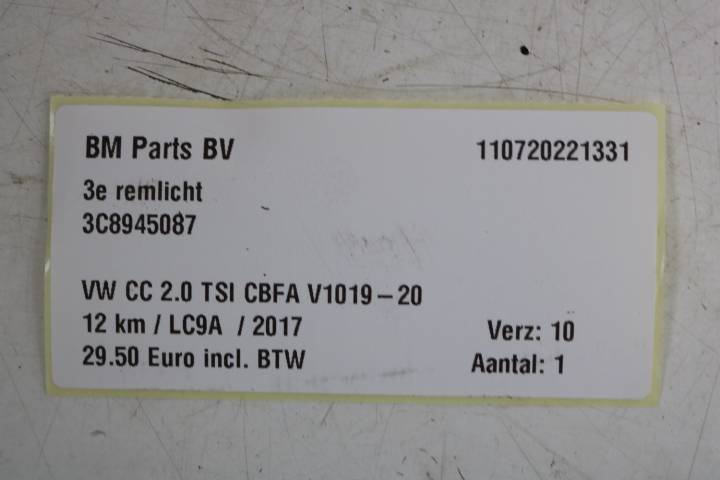 BM Parts BV 110720221331
3e remlicht
3C8945087
VW CC 2.0 TSI CBFA V1019-20
12 km / LC9A / 2017 Verz: 10
29.50 Euro incl. BTW Aantal: 1